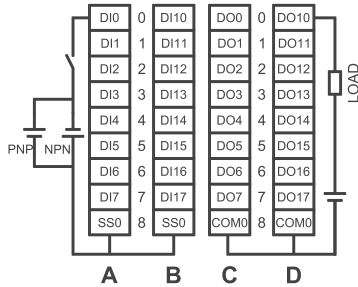 DI0 0 DI10 DO0 0 DO10
DI1 1 DI11 DO1 1 DO11
DI2 2 DI12 DO2 2 DO12
DI3 3 DI13 DO3 3 DO13
DI4 4 DI14 DO4 4 DO14
DI5 5 DI15 DO5 5 DO15
DI6 6 DI16 DO6 6 DO16
DI7 7 DI17 DO7 7 DO17
SS0 8 SS0 COM0 8 COM0
PNP NPN
LOAD
A B C D